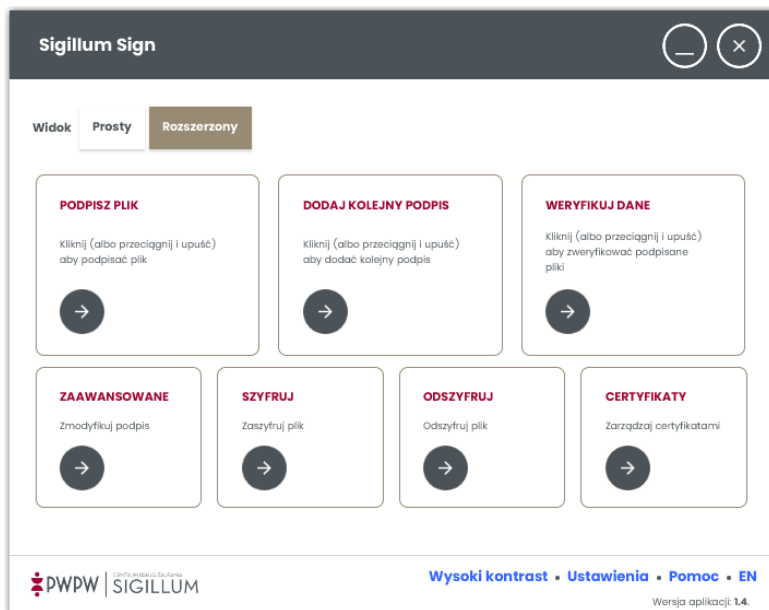 Sigillum Sign
Widok Prosty Rozszerzony
PODPISZ PLIK
Kliknij (albo przeciągnij i upuść)
aby podpisać plik
DODAJ KOLEJNY PODPIS
Kliknij (albo przeciągnij i upuść)
aby dodać kolejny podpis
WERYFIKUJ DANE
Kliknij (albo przeciągnij i upuść)
aby zweryfikować podpisane
pliki
ZAAWANSOWANE
Zmodyfikuj podpis
SZYFRUJ
Zaszyfruj plik
ODSZYFRUJ
Odszyfruj plik
CERTYFIKATY
Zarządzaj certyfikatami
PWPW
CENTRUM USŁUG ZAUFANIA
SIGILLUM
Wysoki kontrast • Ustawienia • Pomoc • EN
Wersja aplikacji: 1.4.